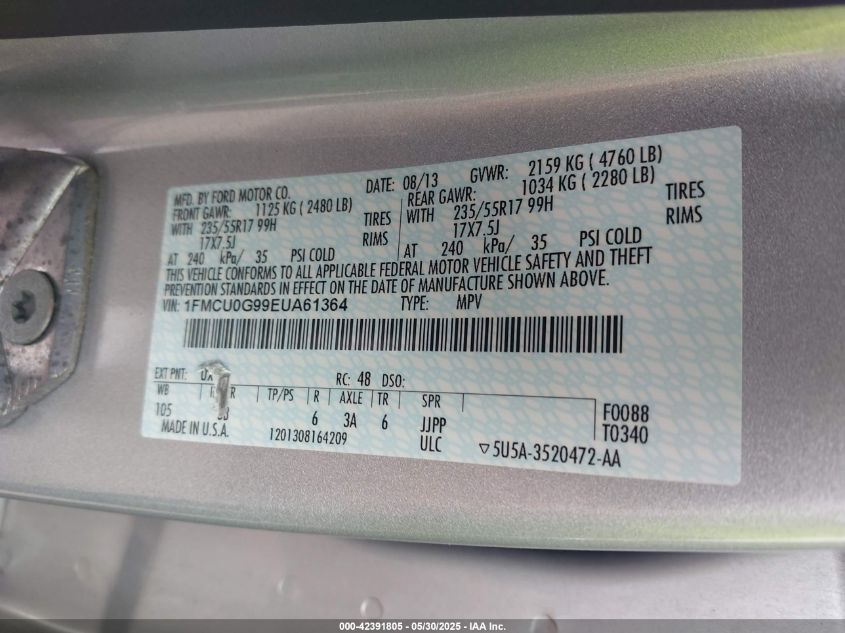 MFD. BY FORD MOTOR CO. DATE: 08/13 GVWR: 2159 KG ( 4760 LB)
FRONT GAWR: 1125 KG ( 2480 LB) REAR GAWR: 1034 KG ( 2280 LB)
WITH 235/55R17 99H TIRES WITH 235/55R17 99H TIRES
17X7.5J RIMS 17X7.5J RIMS
AT 240 kPa/ 35 PSI COLD AT 240 kPa/ 35 PSI COLD
THIS VEHICLE CONFORMS TO ALL APPLICABLE FEDERAL MOTOR VEHICLE SAFETY AND THEFT
PREVENTION STANDARDS IN EFFECT ON THE DATE OF MANUFACTURE SHOWN ABOVE.
VIN: 1FMCU0G99EUA61364 TYPE: MPV
EXT PNT: RC: 48 DSO:
WB R TP/PS R AXLE TR SPR
105 6 3A 6 JJPP F0088
MADE IN U.S.A. 1201308164209 ULC T0340
▽5U5A-3520472-AA
000-42391805 - 05/30/2025 - IAA Inc.